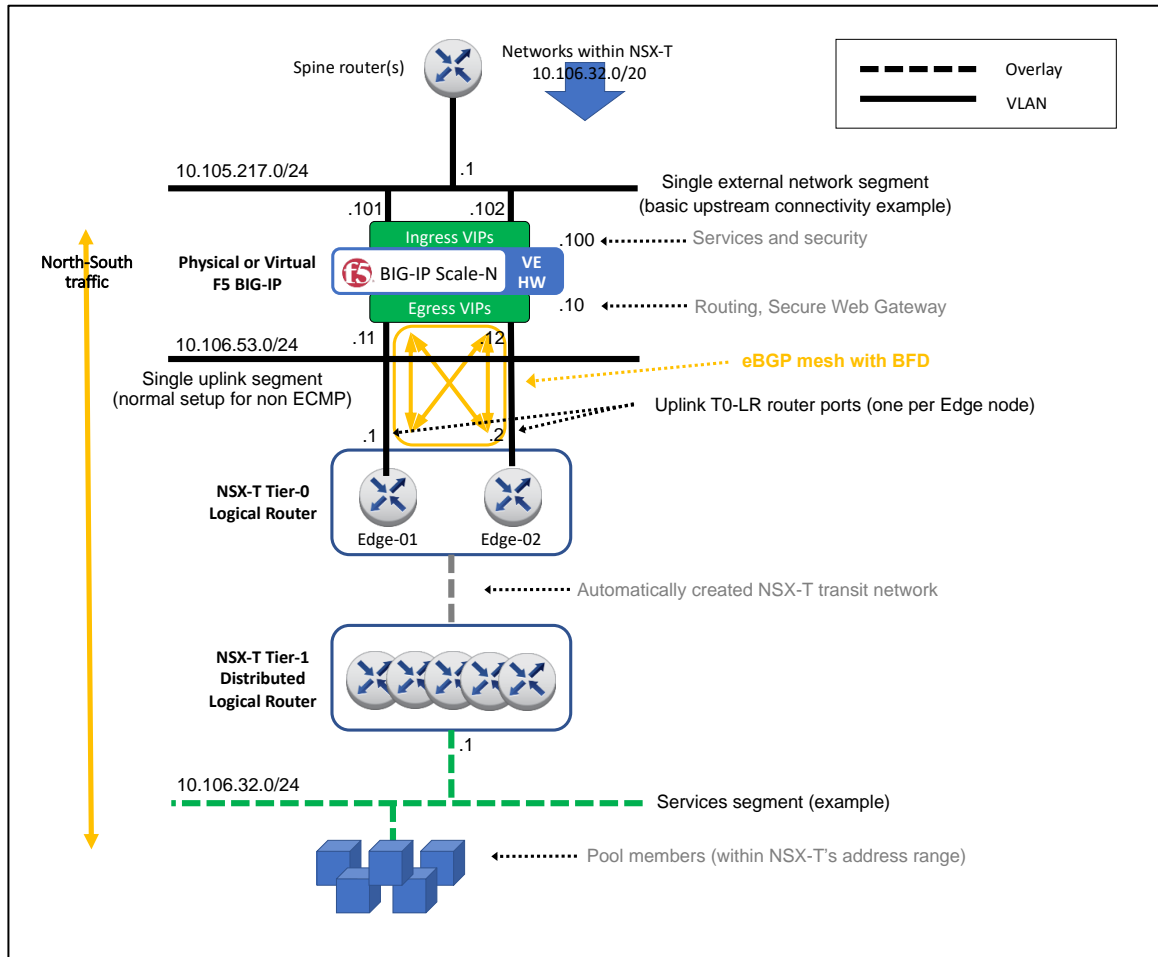 Networks within NSX-T
10.106.32.0/20
Spine router(s)
Overlay
VLAN
10.105.217.0/24
.1
Single external network segment
(basic upstream connectivity example)
.101
.102
Ingress VIPs
.100
Services and security
North-South
traffic
Physical or Virtual
F5 BIG-IP
f5
BIG-IP Scale-N
VE
HW
Egress VIPs
.10
Routing, Secure Web Gateway
.11
.12
10.106.53.0/24
eBGP mesh with BFD
Single uplink segment
(normal setup for non ECMP)
Uplink T0-LR router ports (one per Edge node)
.1
.2
NSX-T Tier-0
Logical Router
Edge-01
Edge-02
Automatically created NSX-T transit network
NSX-T Tier-1
Distributed
Logical Router
.1
10.106.32.0/24
Services segment (example)
Pool members (within NSX-T's address range)